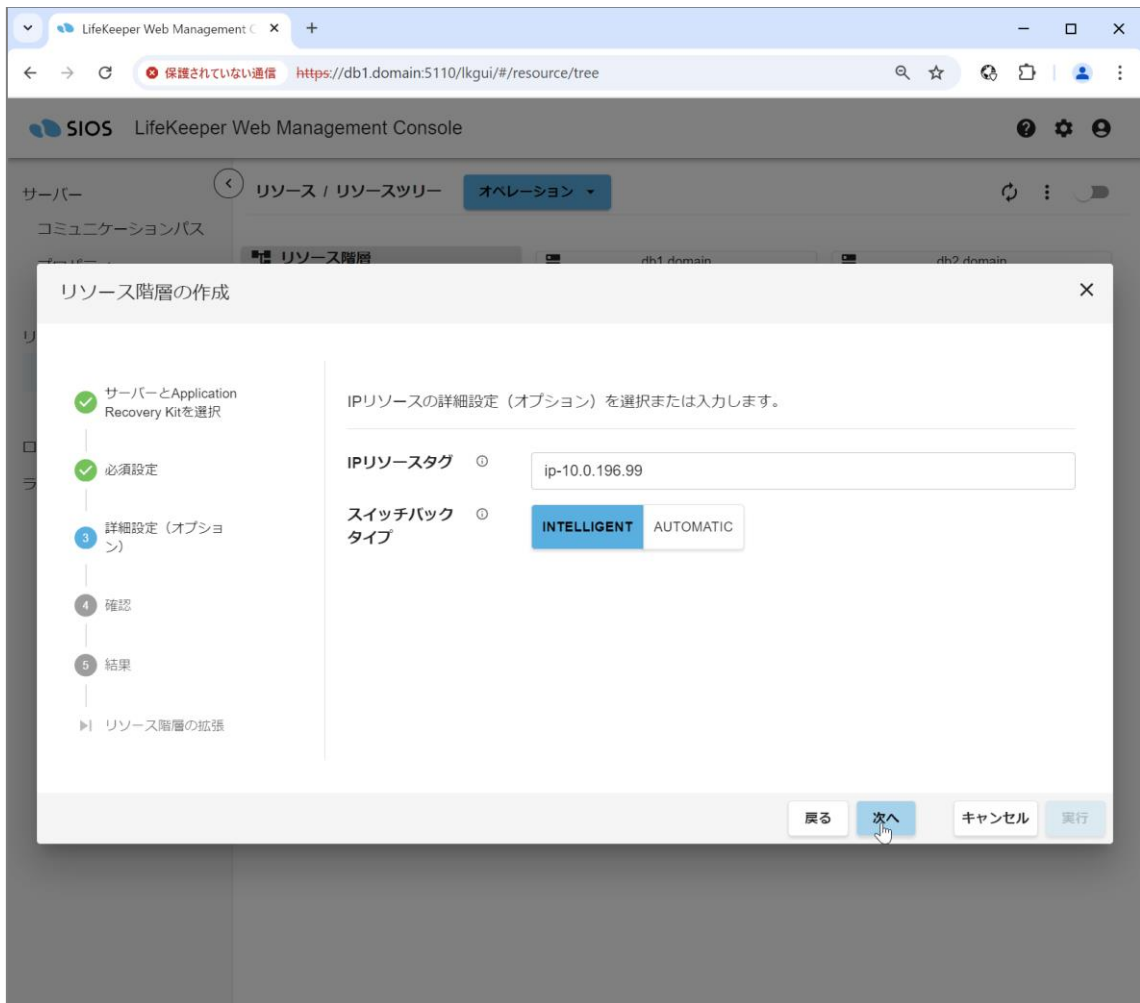 LifeKeeper Web Management C
保護されていない通信 https://db1.domain:5110/lkgui/#/resource/tree
SIOS LifeKeeper Web Management Console
サーバー
リソース / リソースツリー オペレーション
コミュニケーションパス
リソース階層 db1.domain db2.domain
リソース階層の作成
サーバーとApplication
Recovery Kitを選択
必須設定
3 詳細設定（オプショ
ン）
4 確認
5 結果
リソース階層の拡張
IPリソースの詳細設定（オプション）を選択または入力します。
IPリソースタグ ip-10.0.196.99
スイッチバック
タイプ
INTELLIGENT AUTOMATIC
戻る 次へ キャンセル 実行